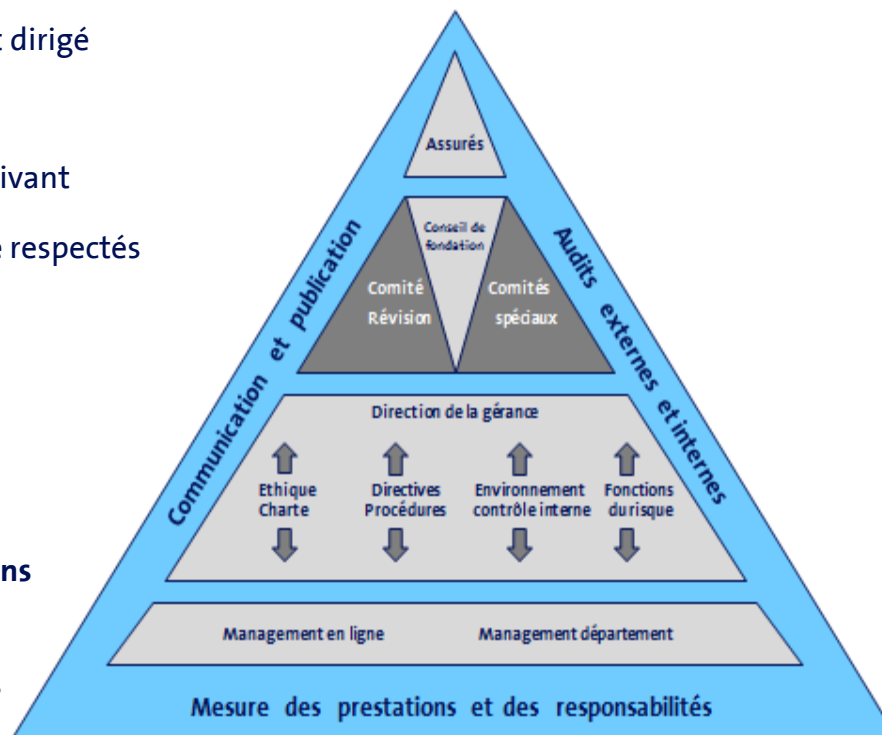 dirigé
ivant
respectés
ns
Assurés
Conseil de
fondation
Comité
Révision
Comités
spéciaux
Communication et publication
Audits externes et internes
Direction de la gérance
Ethique
Charte
Directives
Procédures
Environnement
contrôle interne
Fonctions
du risque
Management en ligne
Management département
Mesure des prestations et des responsabilités